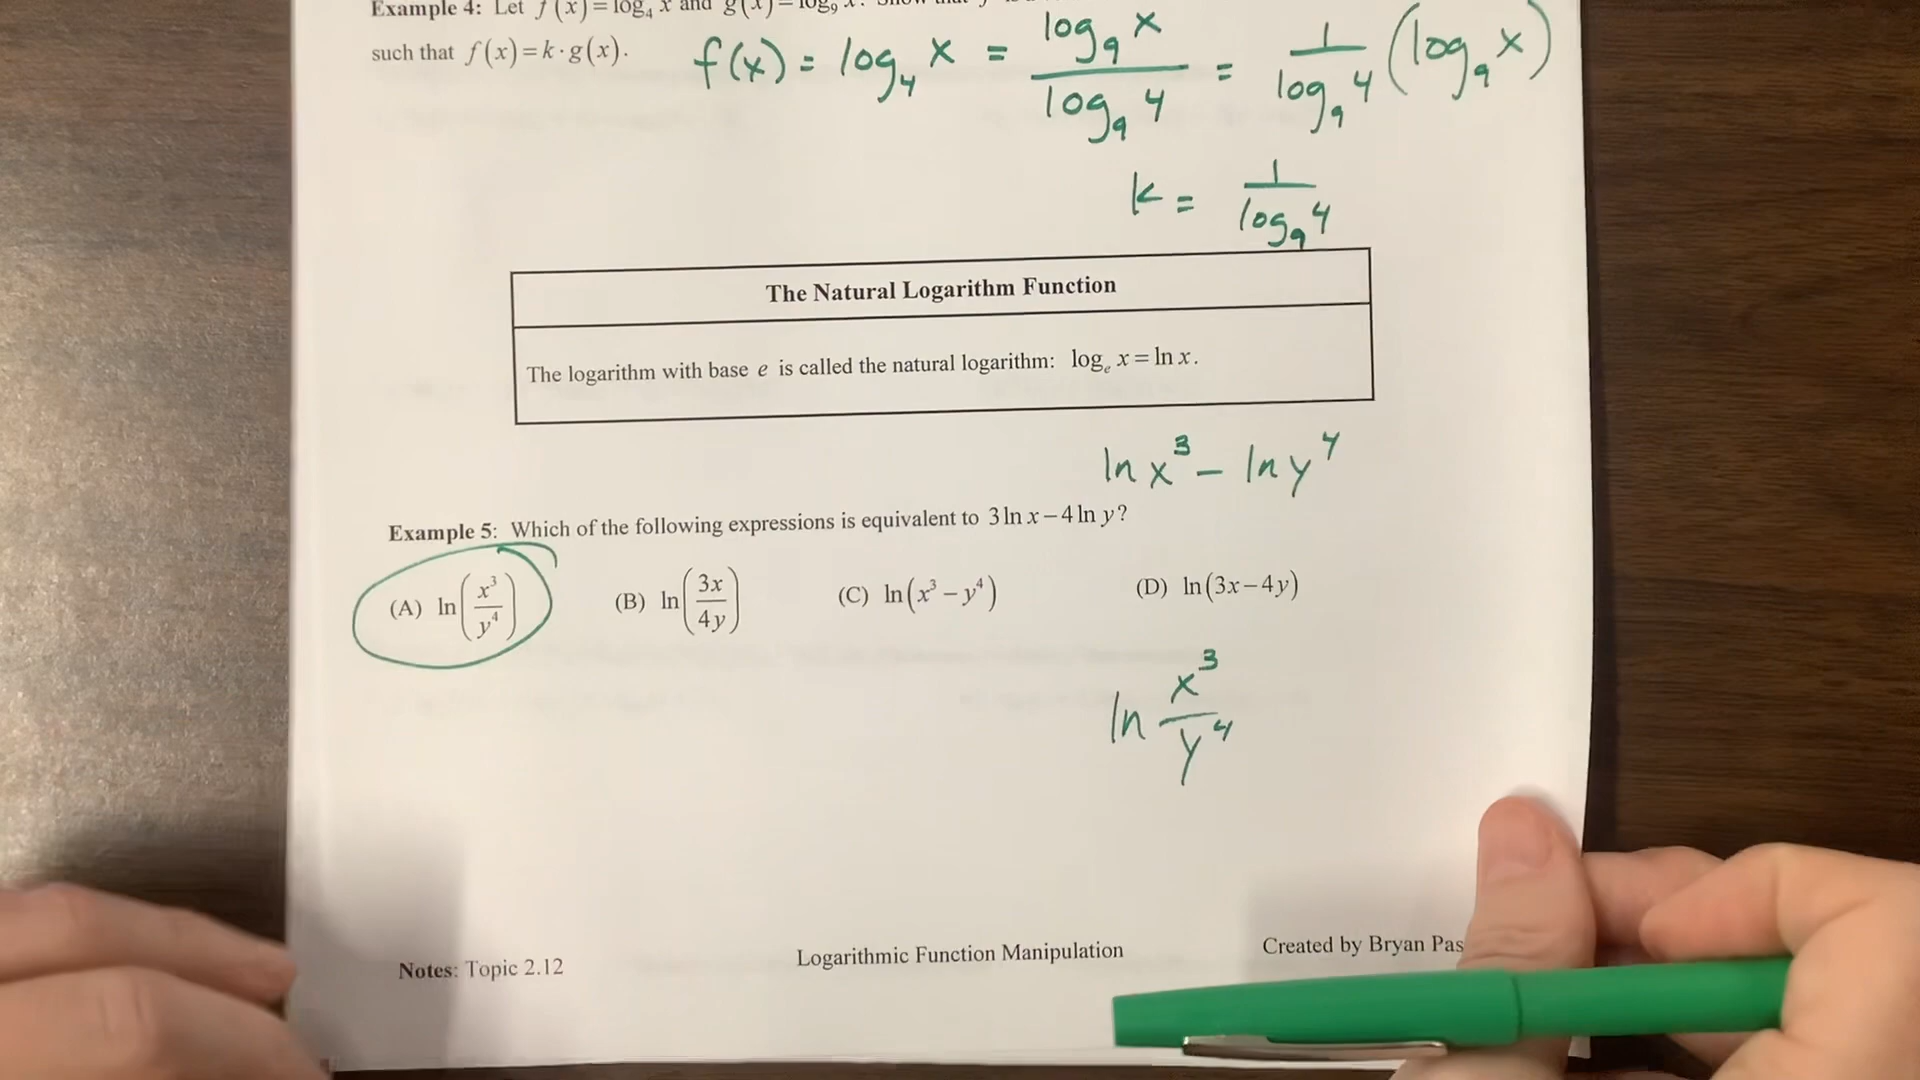 Example 4: Let f(x) = log₄ x and g(x) = log₉ x.
such that f(x) = k · g(x).
f(x) = log₄ x = log₉ x / log₉ 4 = 1 / log₉ 4 (log₉ x)
k = 1 / log₉ 4
The Natural Logarithm Function
The logarithm with base e is called the natural logarithm: logₑ x = ln x.
ln x³ − ln y⁴
Example 5: Which of the following expressions is equivalent to 3 ln x − 4 ln y?
(A) ln(x³ / y⁴) (B) ln(3x / 4y) (C) ln(x³ − y⁴) (D) ln(3x − 4y)
ln x³ / y⁴
Notes: Topic 2.12 Logarithmic Function Manipulation Created by Bryan Pas